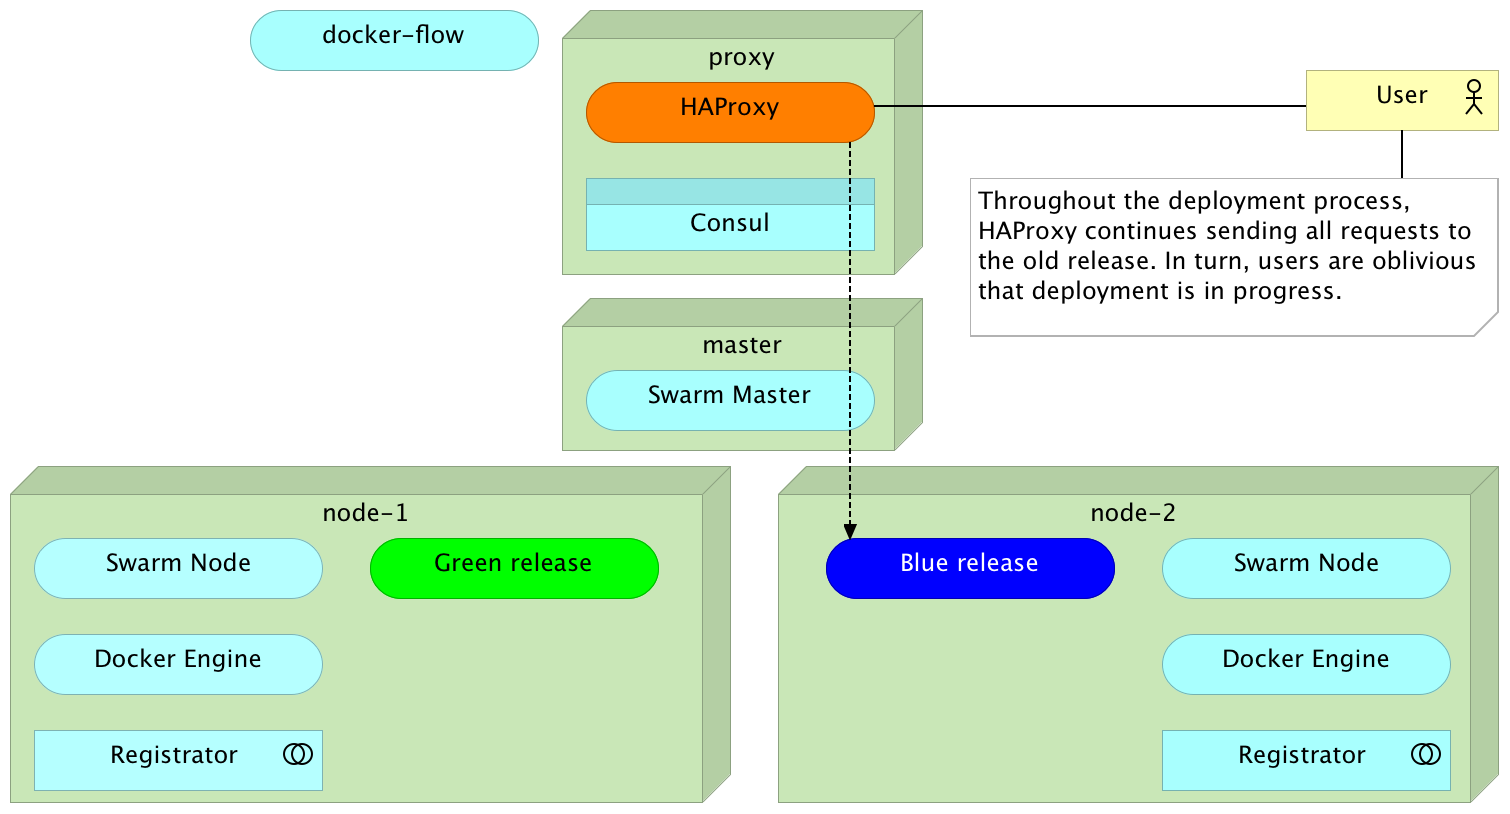 docker-flow
proxy
HAProxy
Consul
User
Throughout the deployment process,
HAProxy continues sending all requests to
the old release. In turn, users are oblivious
that deployment is in progress.
master
Swarm Master
node-1
Swarm Node
Green release
Docker Engine
Registrator
node-2
Blue release
Swarm Node
Docker Engine
Registrator